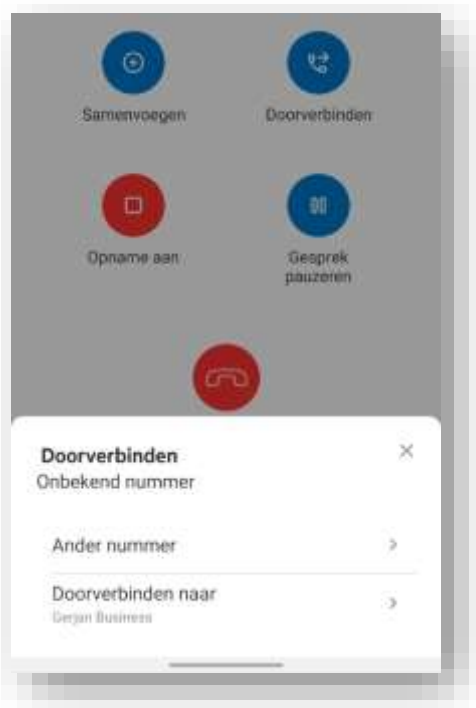 Samenvoegen Doorverbinden
Opname aan Gesprek
pauzeren
Doorverbinden
Onbekend nummer
Ander nummer
Doorverbinden naar
Gerjan Business